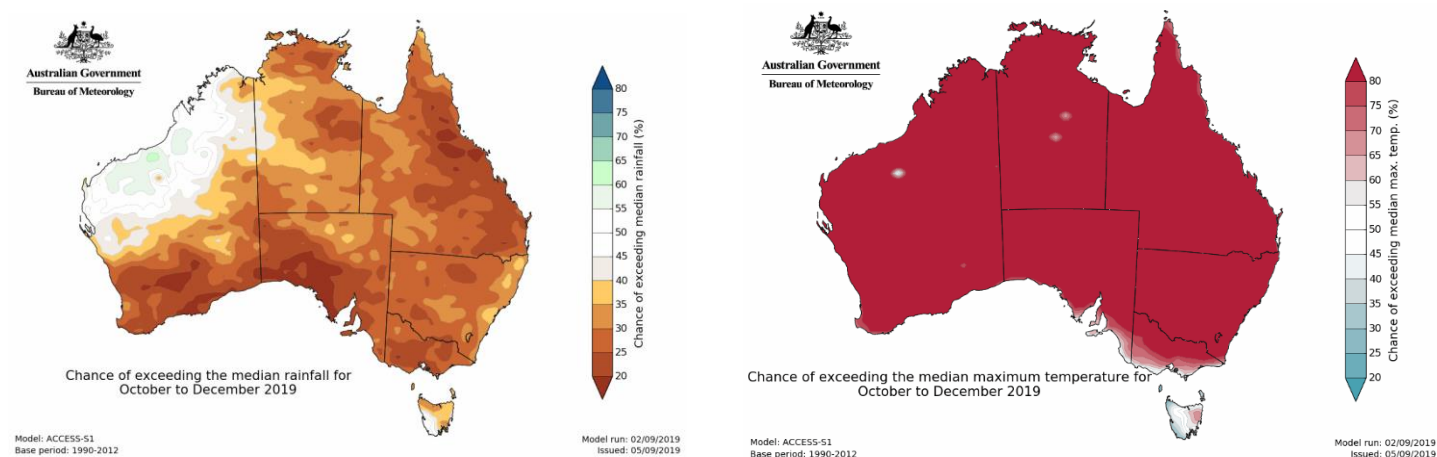 Australian Government
Bureau of Meteorology
80
75
70
65
60
55
50
45
40
35
30
25
20
Chance of exceeding median rainfall (%)
Chance of exceeding the median rainfall for
October to December 2019
Model: ACCESS-S1
Base period: 1990-2012
Model run: 02/09/2019
Issued: 05/09/2019
Australian Government
Bureau of Meteorology
80
75
70
65
60
55
50
45
40
35
30
25
20
Chance of exceeding median max. temp. (%)
Chance of exceeding the median maximum temperature for
October to December 2019
Model: ACCESS-S1
Base period: 1990-2012
Model run: 02/09/2019
Issued: 05/09/2019